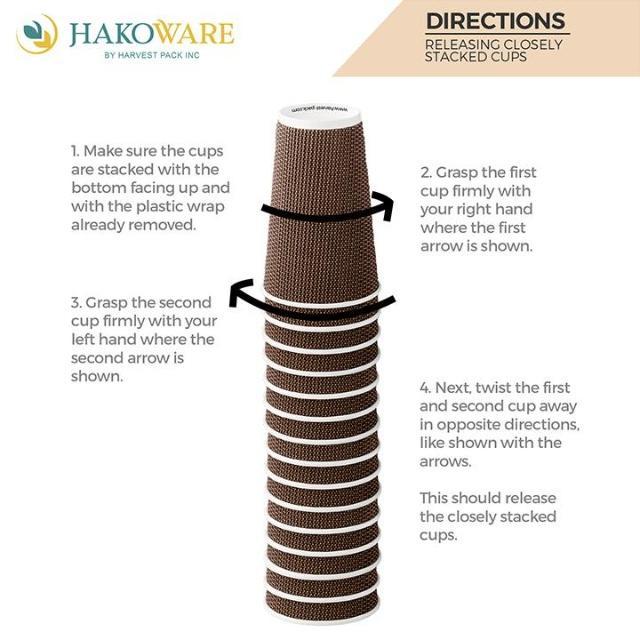 HAKOWARE
BY HARVEST PACK INC
DIRECTIONS
RELEASING CLOSELY
STACKED CUPS
www.harvest-pack.com
1. Make sure the cups
are stacked with the
bottom facing up and
with the plastic wrap
already removed.
2. Grasp the first
cup firmly with
your right hand
where the first
arrow is shown.
3. Grasp the second
cup firmly with your
left hand where the
second arrow is
shown.
4. Next, twist the first
and second cup away
in opposite directions,
like shown with the
arrows.
This should release
the closely stacked
cups.